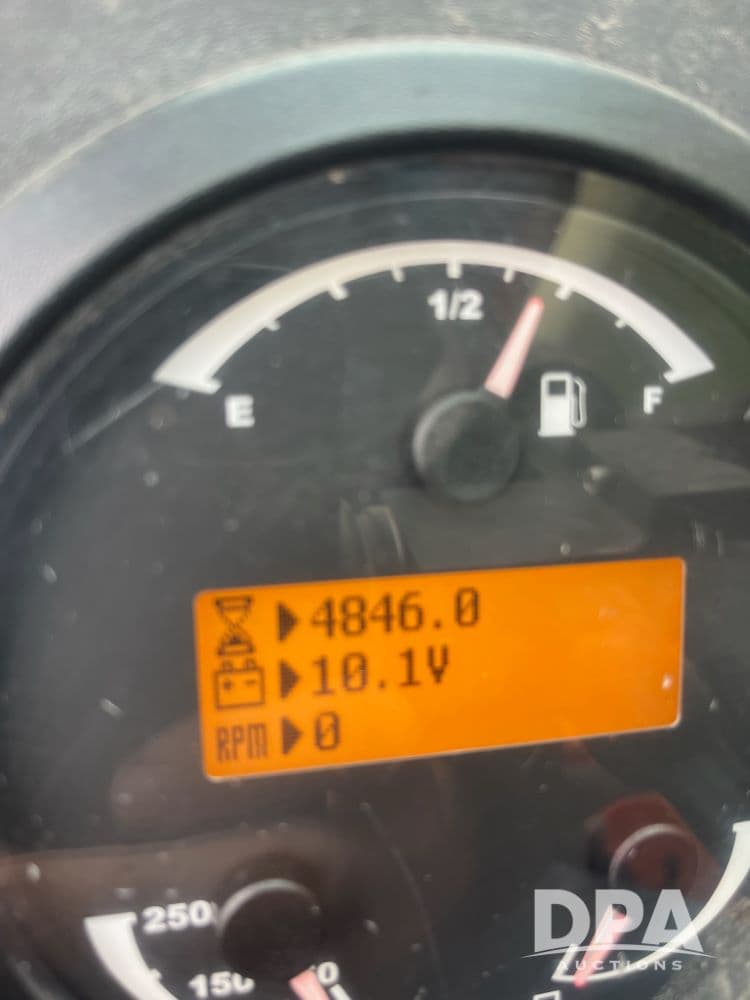 1/2
E
F
4846.0
10.1V
RPM 0
250
150
DPA
AUCTIONS